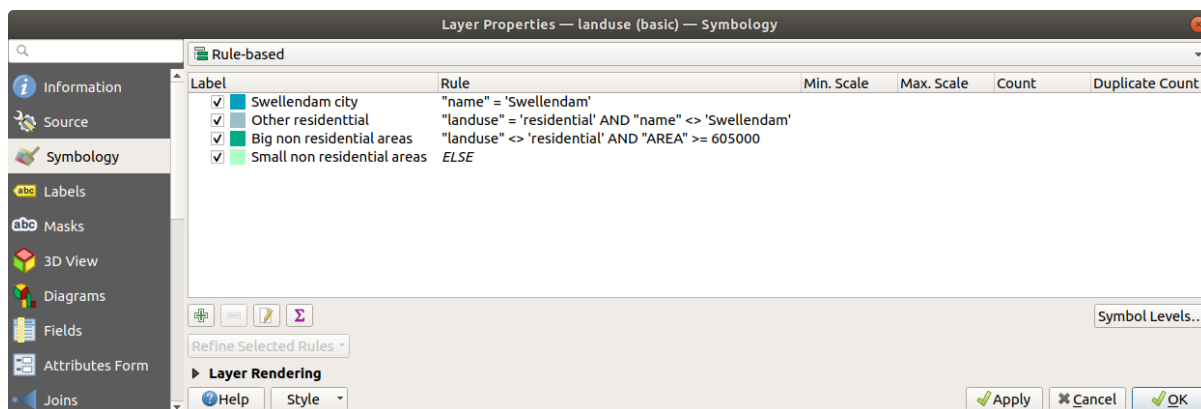 Layer Properties — landuse (basic) — Symbology
Rule-based
Information
Source
Symbology
Labels
Masks
3D View
Diagrams
Fields
Attributes Form
Joins
Label Rule Min. Scale Max. Scale Count Duplicate Count
Swellendam city "name" = 'Swellendam'
Other residenttial "landuse" = 'residential' AND "name" <> 'Swellendam'
Big non residential areas "landuse" <> 'residential' AND "AREA" >= 605000
Small non residential areas ELSE
Symbol Levels...
Refine Selected Rules
Layer Rendering
Help Style Apply Cancel OK